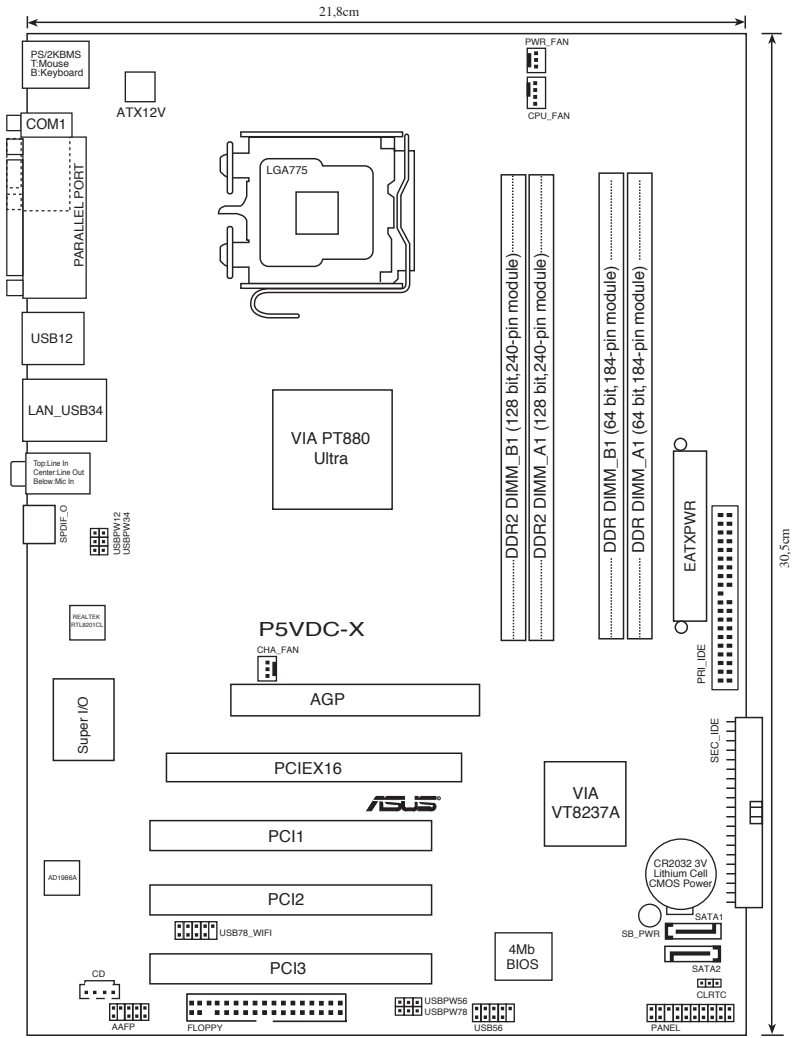 21,8cm
PS/2KBMS
T:Mouse
B:Keyboard
ATX12V
PWR_FAN
CPU_FAN
COM1
PARALLEL PORT
LGA775
USB12
LAN_USB34
VIA PT880
Ultra
Top:Line In
Center:Line Out
Below:Mic In
SPDIF_O
USBPW12
USBPW34
DDR2 DIMM_B1 (128 bit,240-pin module)
DDR2 DIMM_A1 (128 bit,240-pin module)
DDR DIMM_B1 (64 bit,184-pin module)
DDR DIMM_A1 (64 bit,184-pin module)
EATXPWR
PRI_IDE
30,5cm
REALTEK
RTL8201CL
P5VDC-X
CHA_FAN
AGP
Super I/O
PCIEX16
ASUS
VIA
VT8237A
SEC_IDE
PCI1
AD1986A
PCI2
CR2032 3V
Lithium Cell
CMOS Power
USB78_WIFI
SB_PWR
SATA1
4Mb
BIOS
SATA2
PCI3
CD
CLRTC
AAFP
FLOPPY
USBPW56
USBPW78
USB56
PANEL